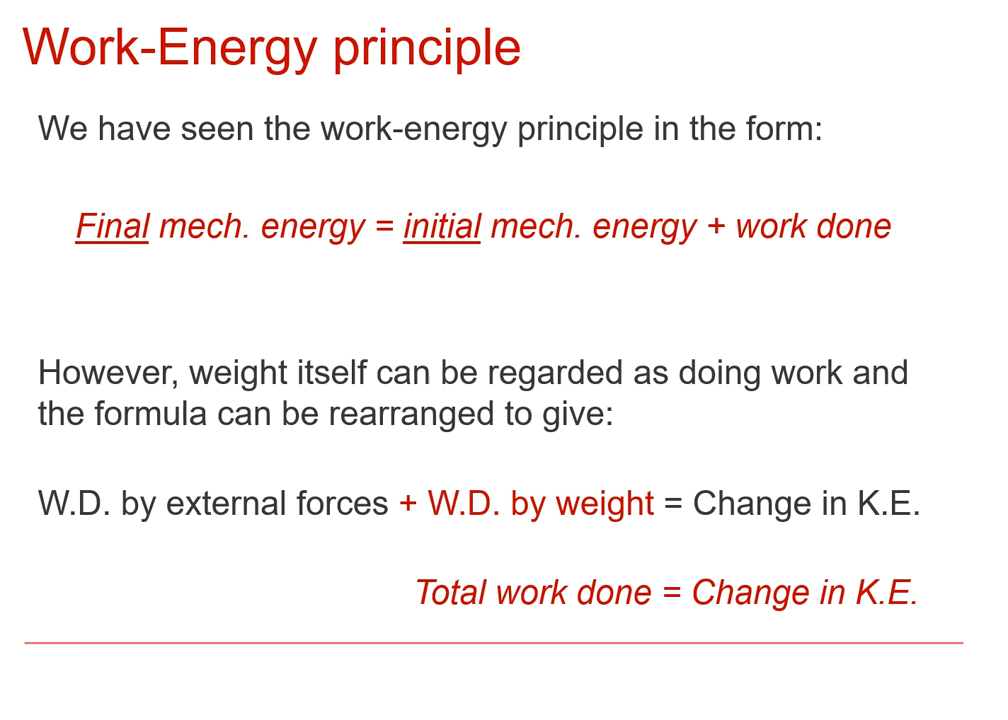 Work-Energy principle
We have seen the work-energy principle in the form:
Final mech. energy = initial mech. energy + work done
However, weight itself can be regarded as doing work and
the formula can be rearranged to give:
W.D. by external forces + W.D. by weight = Change in K.E.
Total work done = Change in K.E.